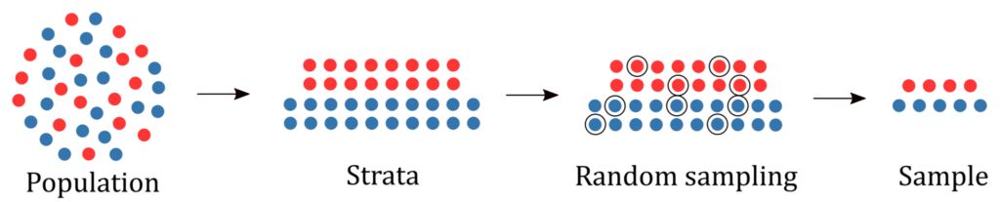 Population
Strata
Random sampling
Sample